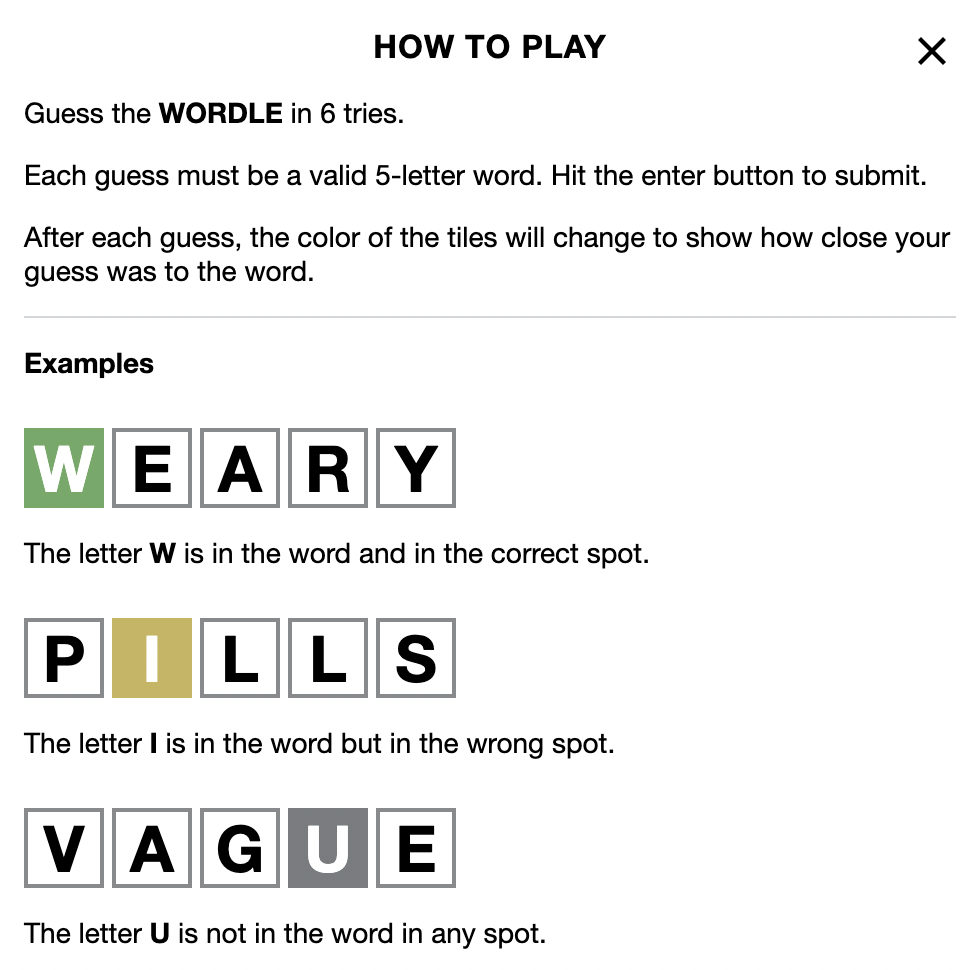 HOW TO PLAY
Guess the WORDLE in 6 tries.
Each guess must be a valid 5-letter word. Hit the enter button to submit.
After each guess, the color of the tiles will change to show how close your
guess was to the word.
Examples
WEARY
The letter W is in the word and in the correct spot.
PILLS
The letter I is in the word but in the wrong spot.
VAGUE
The letter U is not in the word in any spot.